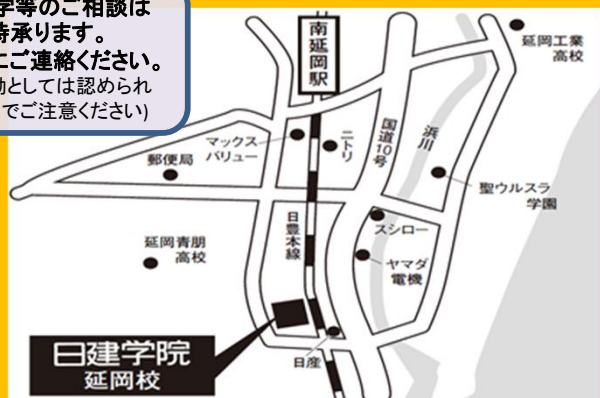 学等のご相談は
時承ります。
にご連絡ください。
動としては認められ
でご注意ください)
南延岡駅
延岡工業
高校
マックス
バリュー
ニトリ
国道10号
浜川
郵便局
聖ウルスラ
学園
日豊本線
スシロー
延岡青朋
高校
ヤマダ
電機
日建学院
延岡校
日産